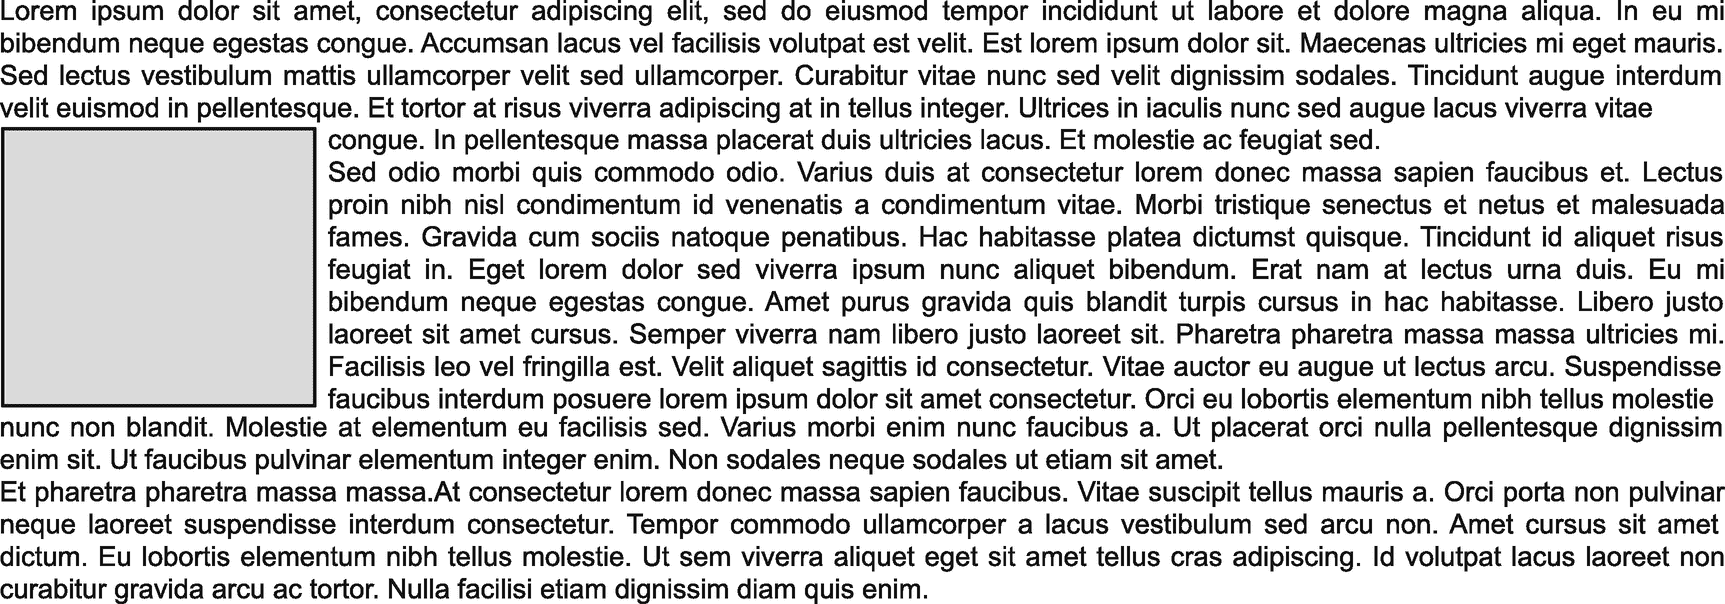 Lorem ipsum dolor sit amet, consectetur adipiscing elit, sed do eiusmod tempor incididunt ut labore et dolore magna aliqua. In eu mi
bibendum neque egestas congue. Accumsan lacus vel facilisis volutpat est velit. Est lorem ipsum dolor sit. Maecenas ultricies mi eget mauris.
Sed lectus vestibulum mattis ullamcorper velit sed ullamcorper. Curabitur vitae nunc sed velit dignissim sodales. Tincidunt augue interdum
velit euismod in pellentesque. Et tortor at risus viverra adipiscing at in tellus integer. Ultrices in iaculis nunc sed augue lacus viverra vitae
congue. In pellentesque massa placerat duis ultricies lacus. Et molestie ac feugiat sed.
Sed odio morbi quis commodo odio. Varius duis at consectetur lorem donec massa sapien faucibus et. Lectus
proin nibh nisl condimentum id venenatis a condimentum vitae. Morbi tristique senectus et netus et malesuada
fames. Gravida cum sociis natoque penatibus. Hac habitasse platea dictumst quisque. Tincidunt id aliquet risus
feugiat in. Eget lorem dolor sed viverra ipsum nunc aliquet bibendum. Erat nam at lectus urna duis. Eu mi
bibendum neque egestas congue. Amet purus gravida quis blandit turpis cursus in hac habitasse. Libero justo
laoreet sit amet cursus. Semper viverra nam libero justo laoreet sit. Pharetra pharetra massa massa ultricies mi.
Facilisis leo vel fringilla est. Velit aliquet sagittis id consectetur. Vitae auctor eu augue ut lectus arcu. Suspendisse
faucibus interdum posuere lorem ipsum dolor sit amet consectetur. Orci eu lobortis elementum nibh tellus molestie
nunc non blandit. Molestie at elementum eu facilisis sed. Varius morbi enim nunc faucibus a. Ut placerat orci nulla pellentesque dignissim
enim sit. Ut faucibus pulvinar elementum integer enim. Non sodales neque sodales ut etiam sit amet.
Et pharetra pharetra massa massa.At consectetur lorem donec massa sapien faucibus. Vitae suscipit tellus mauris a. Orci porta non pulvinar
neque laoreet suspendisse interdum consectetur. Tempor commodo ullamcorper a lacus vestibulum sed arcu non. Amet cursus sit amet
dictum. Eu lobortis elementum nibh tellus molestie. Ut sem viverra aliquet eget sit amet tellus cras adipiscing. Id volutpat lacus laoreet non
curabitur gravida arcu ac tortor. Nulla facilisi etiam dignissim diam quis enim.